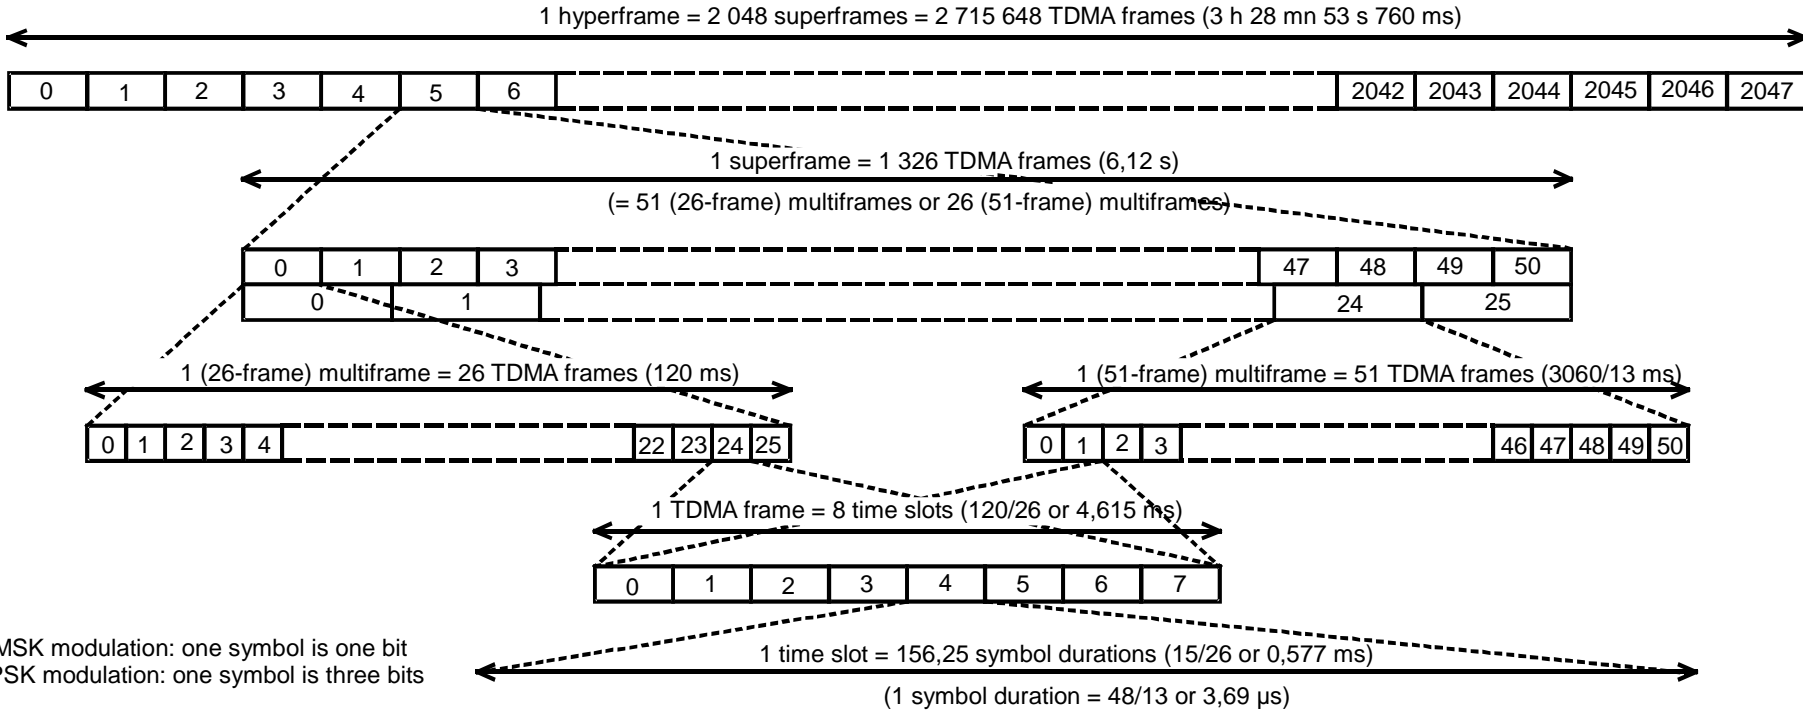 1 hyperframe = 2 048 superframes = 2 715 648 TDMA frames (3 h 28 mn 53 s 760 ms)
0 1 2 3 4 5 6 2042 2043 2044 2045 2046 2047
1 superframe = 1 326 TDMA frames (6,12 s)
(= 51 (26-frame) multiframes or 26 (51-frame) multiframes)
0 1 2 3 47 48 49 50
0 1 24 25
1 (26-frame) multiframe = 26 TDMA frames (120 ms) 1 (51-frame) multiframe = 51 TDMA frames (3060/13 ms)
0 1 2 3 4 22 23 24 25 0 1 2 3 46 47 48 49 50
1 TDMA frame = 8 time slots (120/26 or 4,615 ms)
0 1 2 3 4 5 6 7
MSK modulation: one symbol is one bit
1 time slot = 156,25 symbol durations (15/26 or 0,577 ms)
PSK modulation: one symbol is three bits
(1 symbol duration = 48/13 or 3,69 µs)